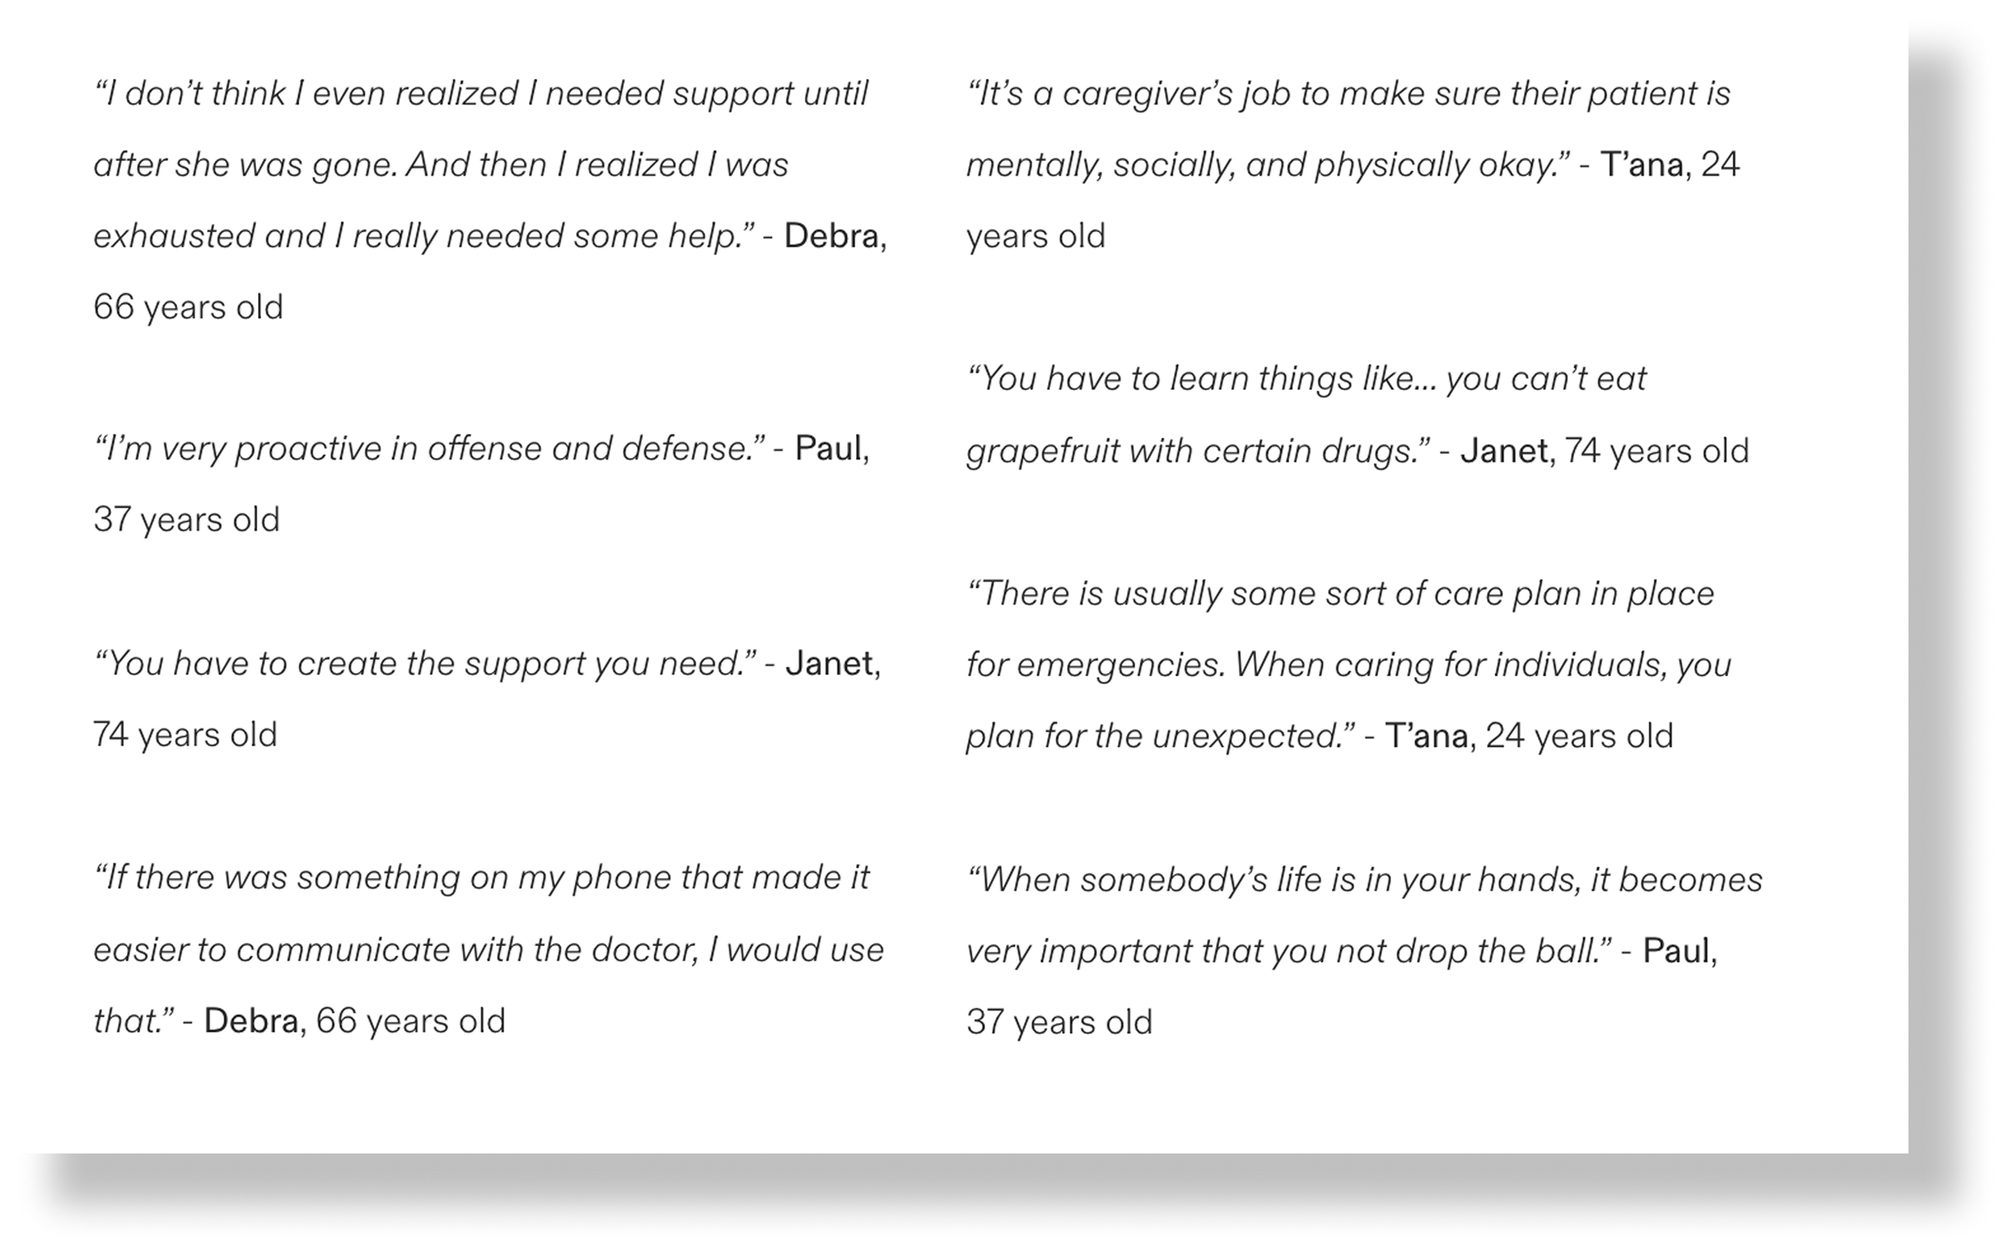 “I don’t think I even realized I needed support until
after she was gone. And then I realized I was
exhausted and I really needed some help.” - Debra,
66 years old
“I’m very proactive in offense and defense.” - Paul,
37 years old
“You have to create the support you need.” - Janet,
74 years old
“If there was something on my phone that made it
easier to communicate with the doctor, I would use
that.” - Debra, 66 years old
“It’s a caregiver’s job to make sure their patient is
mentally, socially, and physically okay.” - T’ana, 24
years old
“You have to learn things like... you can’t eat
grapefruit with certain drugs.” - Janet, 74 years old
“There is usually some sort of care plan in place
for emergencies. When caring for individuals, you
plan for the unexpected.” - T’ana, 24 years old
“When somebody’s life is in your hands, it becomes
very important that you not drop the ball.” - Paul,
37 years old